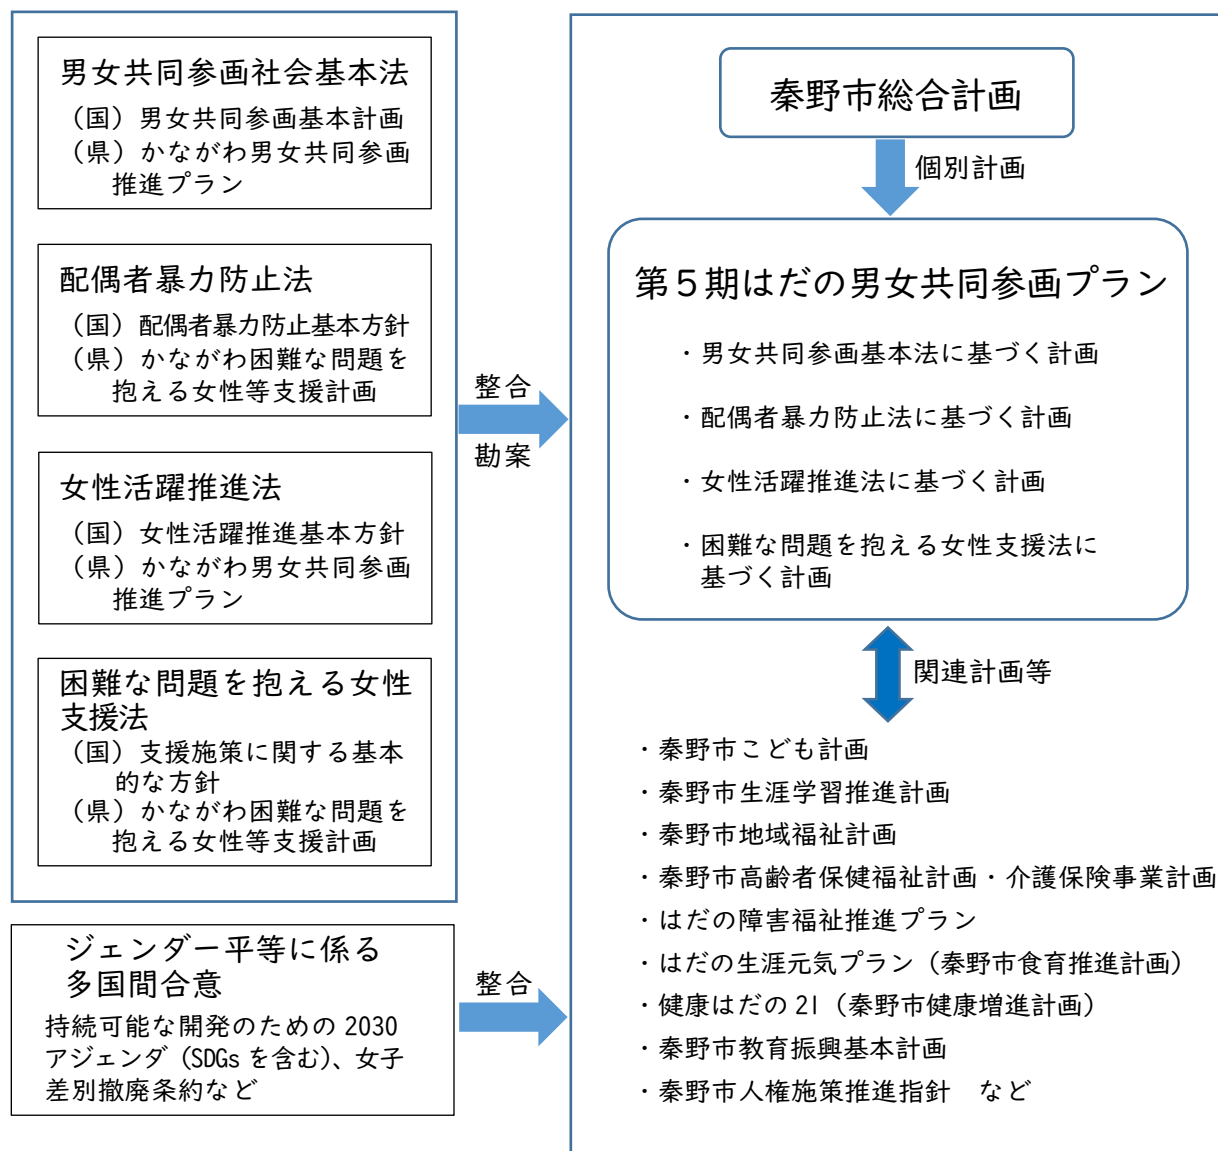 男女共同参画社会基本法
（国）男女共同参画基本計画
（県）かながわ男女共同参画
推進プラン
配偶者暴力防止法
（国）配偶者暴力防止基本方針
（県）かながわ困難な問題を
抱える女性等支援計画
女性活躍推進法
（国）女性活躍推進基本方針
（県）かながわ男女共同参画
推進プラン
困難な問題を抱える女性
支援法
（国）支援施策に関する基本
的な方針
（県）かながわ困難な問題を
抱える女性等支援計画
ジェンダー平等に係る
多国間合意
持続可能な開発のための 2030
アジェンダ（SDGs を含む）、女子
差別撤廃条約など
整合
勘案
整合
秦野市総合計画
個別計画
第５期はだの男女共同参画プラン
・男女共同参画基本法に基づく計画
・配偶者暴力防止法に基づく計画
・女性活躍推進法に基づく計画
・困難な問題を抱える女性支援法に
基づく計画
関連計画等
・秦野市こども計画
・秦野市生涯学習推進計画
・秦野市地域福祉計画
・秦野市高齢者保健福祉計画・介護保険事業計画
・はだの障害福祉推進プラン
・はだの生涯元気プラン（秦野市食育推進計画）
・健康はだの 21（秦野市健康増進計画）
・秦野市教育振興基本計画
・秦野市人権施策推進指針　など